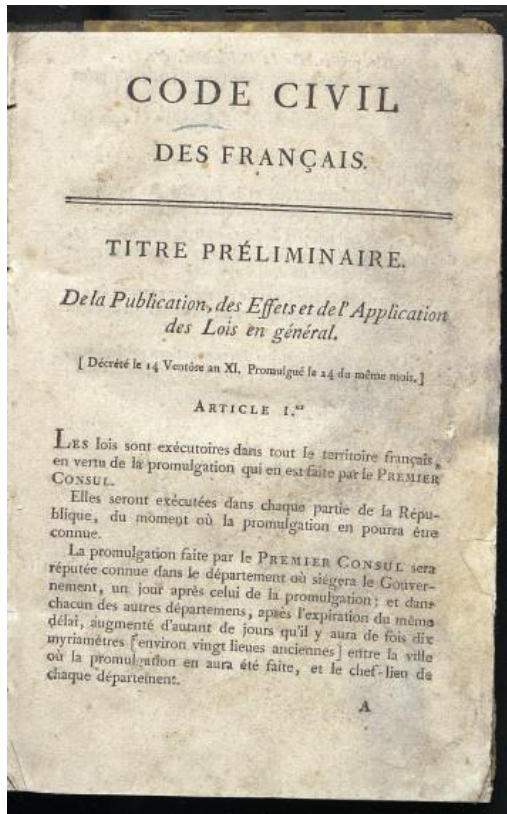 CODE CIVIL
DES FRANÇAIS.
TITRE PRÉLIMINAIRE.
De la Publication, des Effets et de l'Application
des Lois en général.
[ Décrété le 14 Ventôse an XI. Promulgué le 24 du même mois. ]
ARTICLE 1.er
LES lois sont exécutoires dans tout le territoire français,
en vertu de la promulgation qui en est faite par le PREMIER
CONSUL.
Elles seront exécutées dans chaque partie de la Répu-
blique, du moment où la promulgation en pourra être
connue.
La promulgation faite par le PREMIER CONSUL sera
réputée connue dans le département où siégera le Gouver-
nement, un jour après celui de la promulgation; et dans
chacun des autres départemens, après l'expiration du même
délai, augmenté d'autant de jours qu'il y aura de fois dix
myriamètres [environ vingt lieues anciennes] entre la ville
où la promulgation en aura été faite, et le chef-lieu de
chaque département.
A